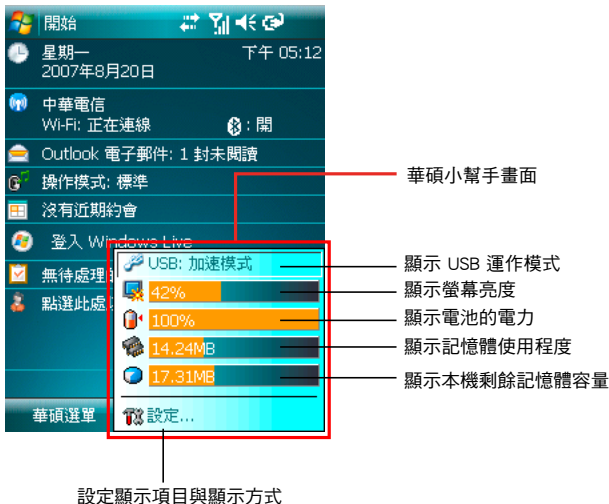 開始
星期一 下午 05:12
2007年8月20日
中華電信
Wi-Fi: 正在連線 : 開
Outlook 電子郵件: 1 封未閱讀
操作模式: 標準
沒有近期約會
登入 Windows Live
無待處理
點選此處
USB: 加速模式
42%
100%
14.24MB
17.31MB
設定...
華碩選單
華碩小幫手畫面
顯示 USB 運作模式
顯示螢幕亮度
顯示電池的電力
顯示記憶體使用程度
顯示本機剩餘記憶體容量
設定顯示項目與顯示方式